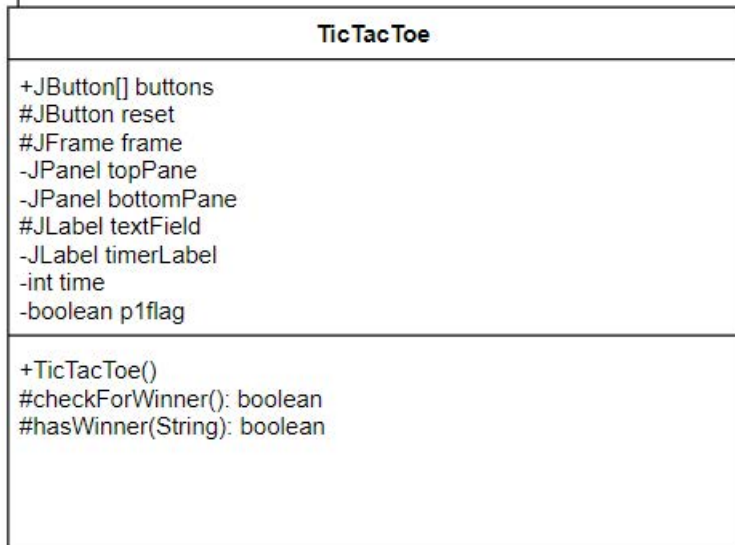 TicTacToe
+JButton[] buttons
#JButton reset
#JFrame frame
-JPanel topPane
-JPanel bottomPane
#JLabel textField
-JLabel timerLabel
-int time
-boolean p1flag
+TicTacToe()
#checkForWinner(): boolean
#hasWinner(String): boolean